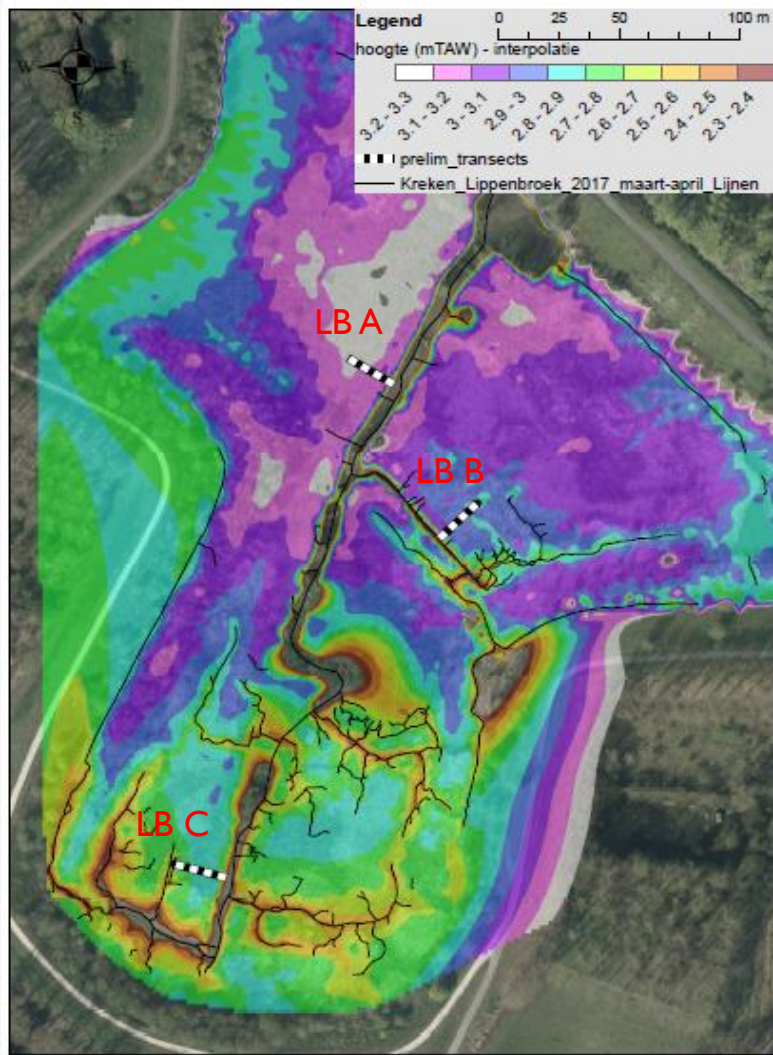 N
W E
S
Legend 0 25 50 100 m
hoogte (mTAW) - interpolatie
3.2 - 3.3 3.1 - 3.2 3 - 3.1 2.9 - 3 2.8 - 2.9 2.7 - 2.8 2.6 - 2.7 2.5 - 2.6 2.4 - 2.5 2.3 - 2.4
prelim_transects
Kreken_Lippenbroek_2017_maart-april_Lijnen
LB A
LB B
LB C